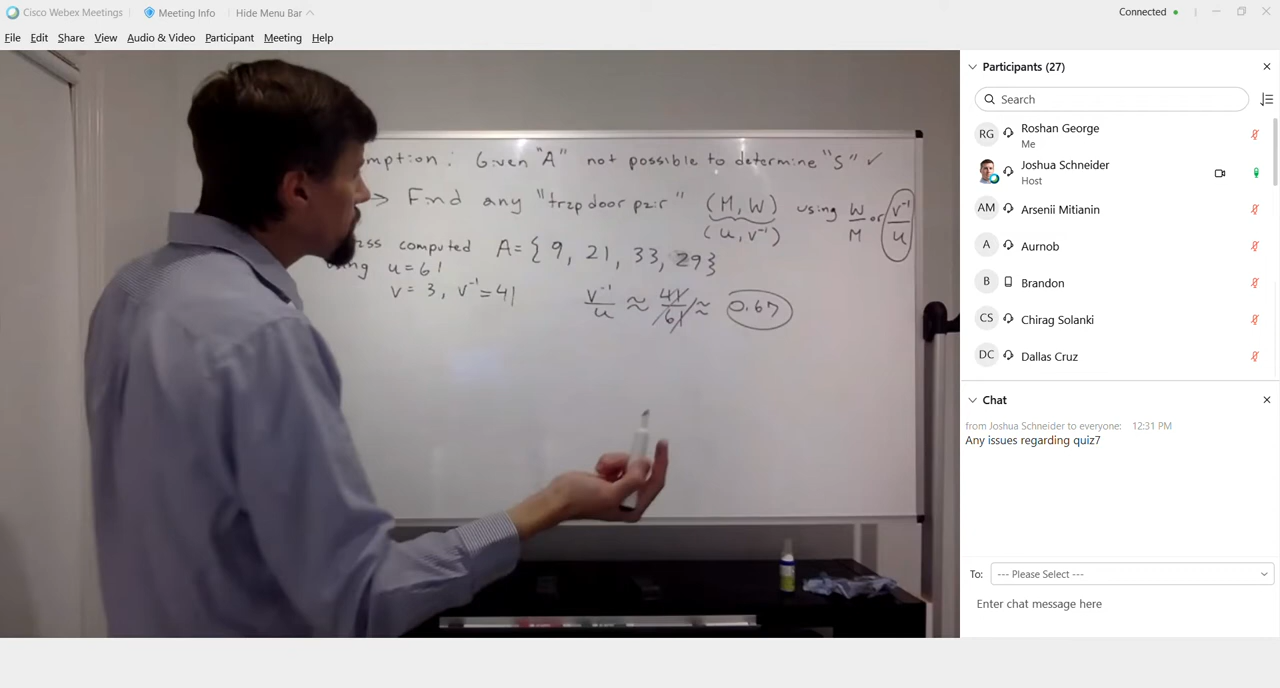 Cisco Webex Meetings Meeting Info Hide Menu Bar Connected
File Edit Share View Audio & Video Participant Meeting Help
mption: Given "A" not possible to determine "S" ✓
→ Find any "trapdoor pair" (M, W) using W/M or v⁻¹/u
(u, v⁻¹)
ss computed A={9, 21, 33, 29}
using u=61
v=3, v⁻¹=41
v⁻¹/u ≈ 41/61 ≈ 0.67
Participants (27)
Search
RG Roshan George
Me
Joshua Schneider
Host
AM Arsenii Mitianin
A Aurnob
B Brandon
CS Chirag Solanki
DC Dallas Cruz
Chat
from Joshua Schneider to everyone: 12:31 PM
Any issues regarding quiz7
To: --- Please Select ---
Enter chat message here